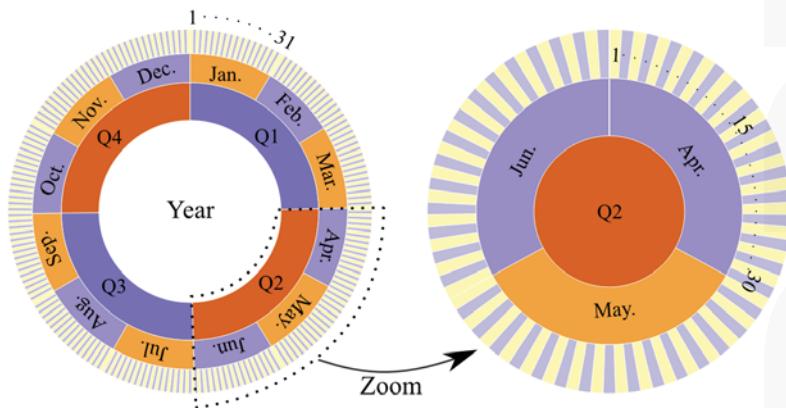 1
31
Jan.
Feb.
Mar.
Apr.
May.
Jun.
Jul.
Aug.
Sep.
Oct.
Nov.
Dec.
Q1
Q2
Q3
Q4
Year
Zoom
1
15
30
Apr.
May.
Jun.
Q2